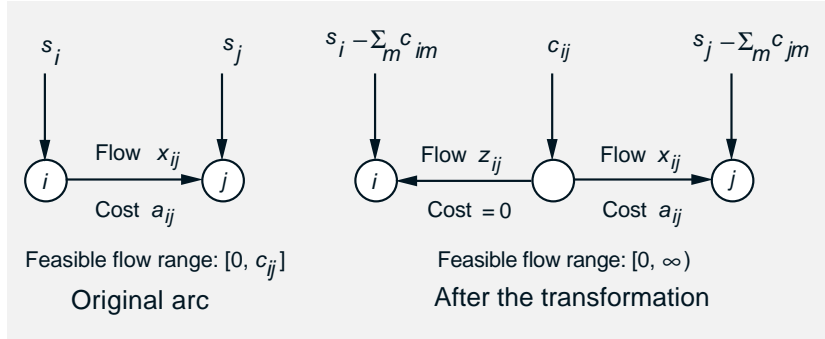 s_i s_j s_i – Σ_m c_im c_ij s_j – Σ_m c_jm
Flow x_ij Flow z_ij Flow x_ij
i j i j
Cost a_ij Cost = 0 Cost a_ij
Feasible flow range: [0, c_ij] Feasible flow range: [0, ∞)
Original arc After the transformation